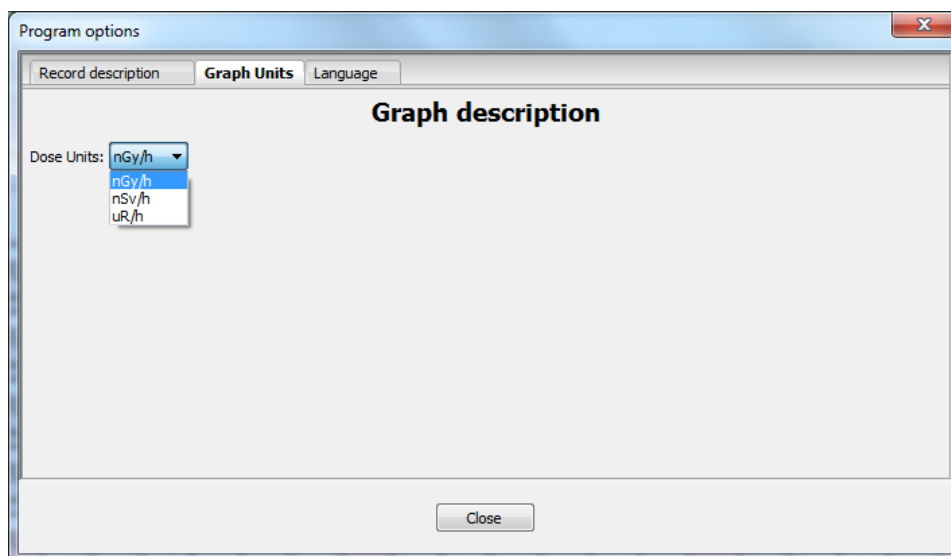 Program options
Record description Graph Units Language
Graph description
Dose Units: nGy/h
nGy/h
nSv/h
uR/h
Close